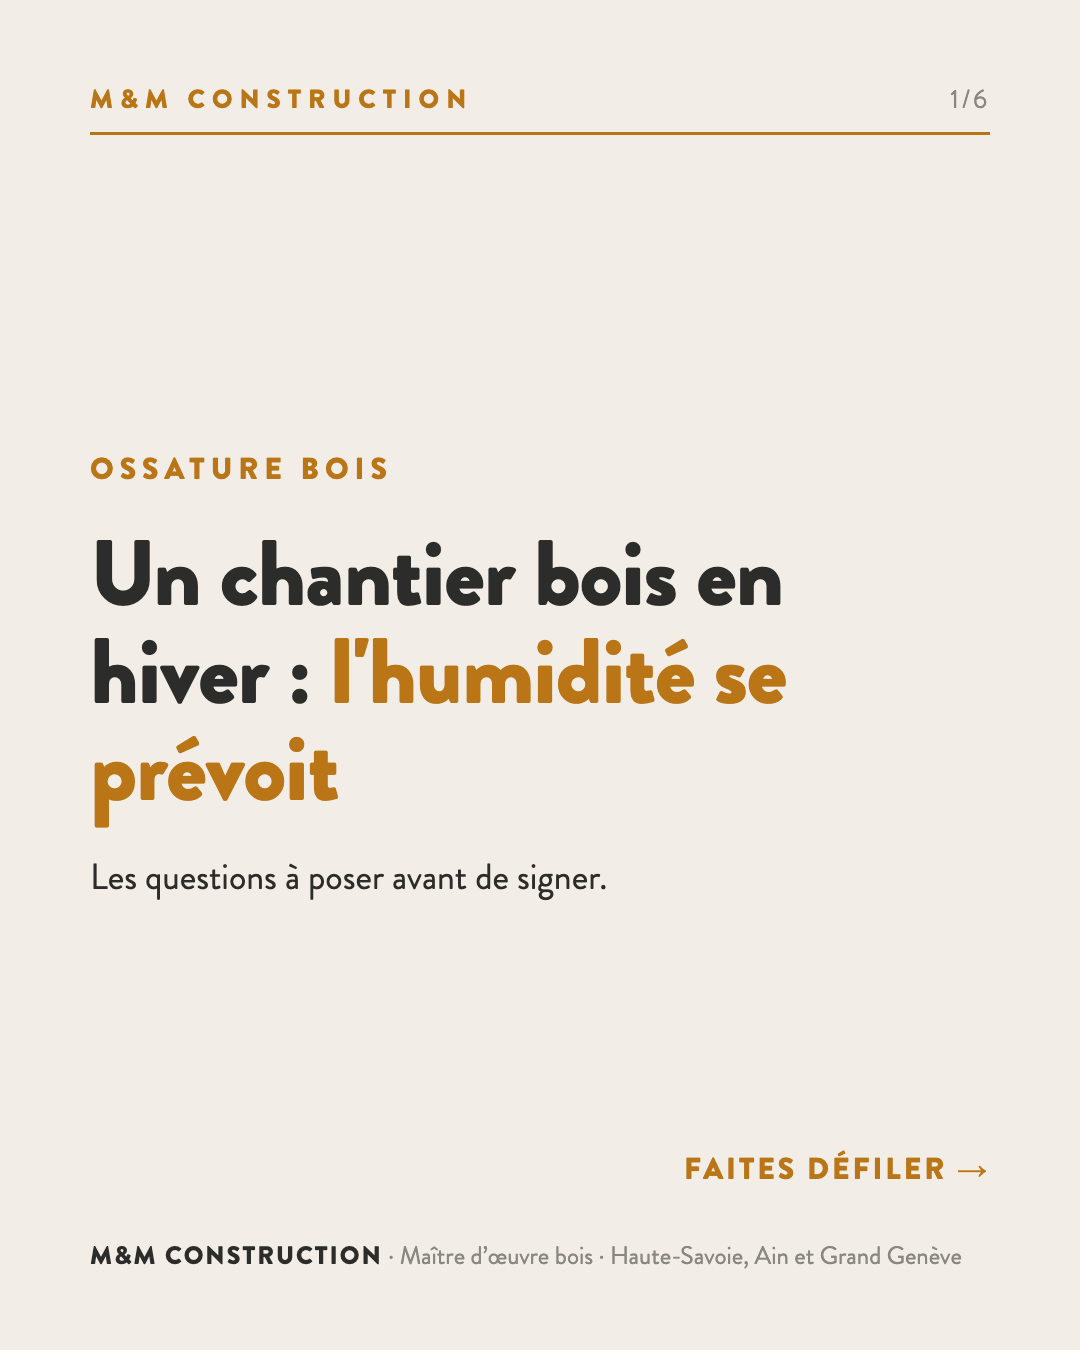 M&M CONSTRUCTION
1/6
OSSATURE BOIS
Un chantier bois en
hiver : l'humidité se
prévoit
Les questions à poser avant de signer.
FAITES DÉFILER →
M&M CONSTRUCTION · Maître d’œuvre bois · Haute-Savoie, Ain et Grand Genève